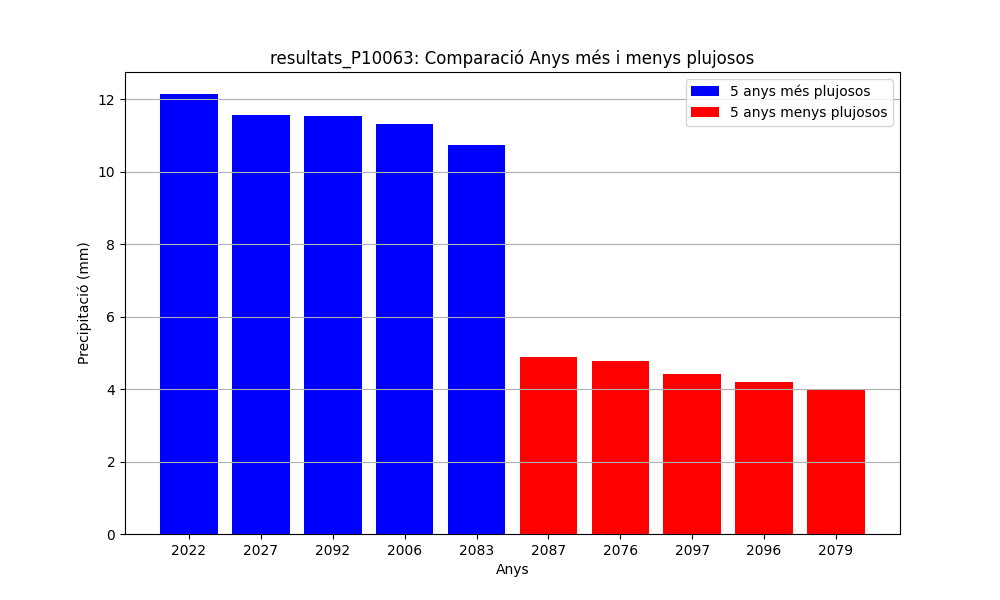 resultats_P10063: Comparació Anys més i menys plujosos
5 anys més plujosos
5 anys menys plujosos
Precipitació (mm)
12
10
8
6
4
2
0
2022 2027 2092 2006 2083 2087 2076 2097 2096 2079
Anys